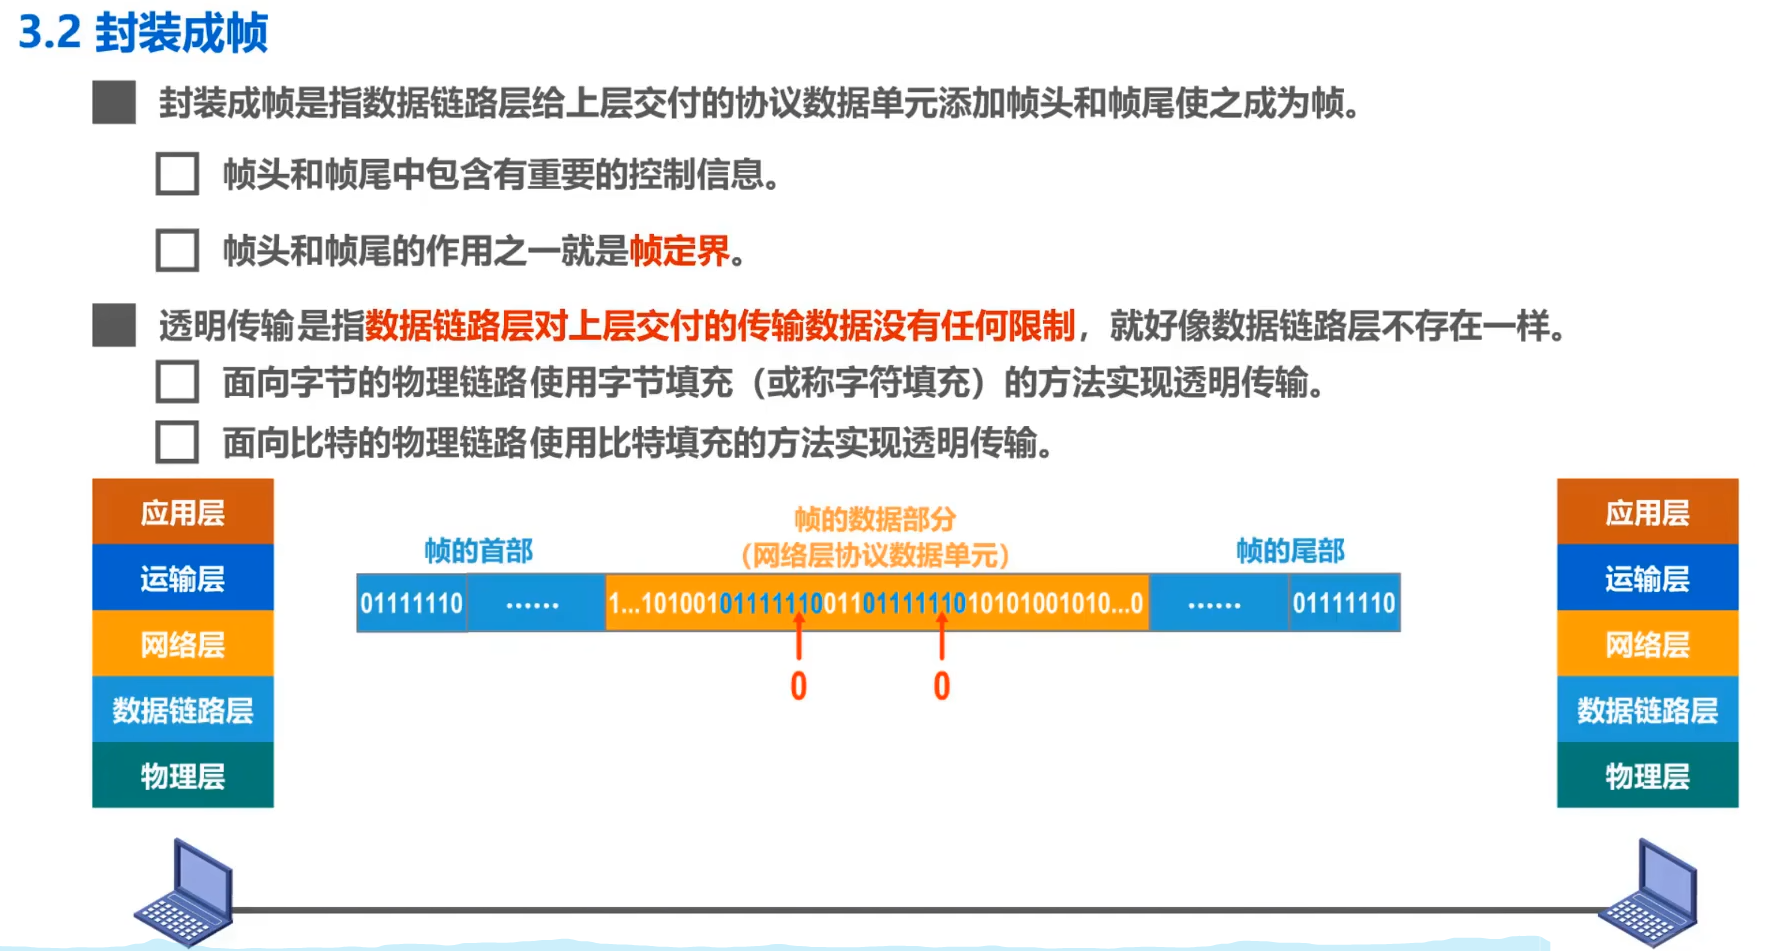 3.2 封装成帧
封装成帧是指数据链路层给上层交付的协议数据单元添加帧头和帧尾使之成为帧。
帧头和帧尾中包含有重要的控制信息。
帧头和帧尾的作用之一就是帧定界。
透明传输是指数据链路层对上层交付的传输数据没有任何限制，就好像数据链路层不存在一样。
面向字节的物理链路使用字节填充（或称字符填充）的方法实现透明传输。
面向比特的物理链路使用比特填充的方法实现透明传输。
应用层
运输层
网络层
数据链路层
物理层
帧的首部
帧的数据部分
（网络层协议数据单元）
帧的尾部
01111110
……
1...101001011111100110111111010101001010...0
……
01111110
0
0
应用层
运输层
网络层
数据链路层
物理层